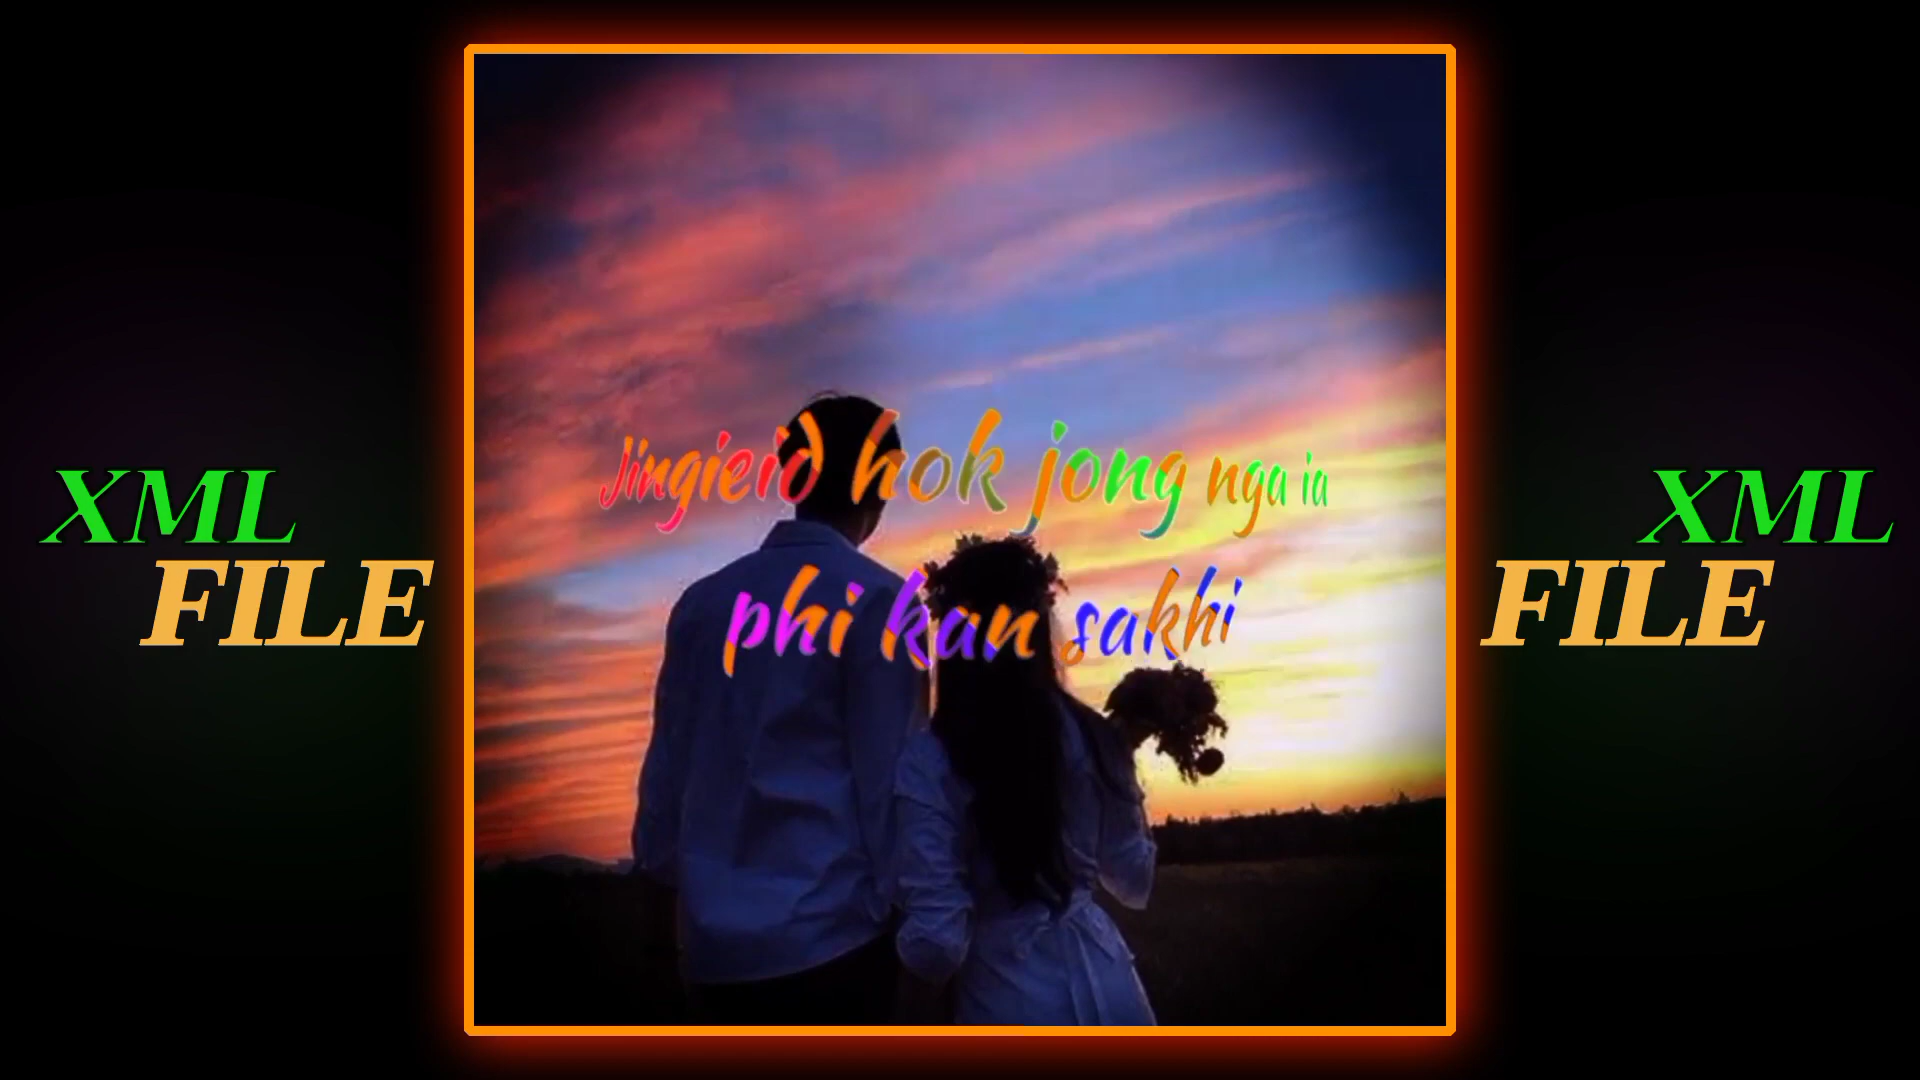 XML
FILE
Jingieid hok jong nga ia
phi kan sakhi
XML
FILE